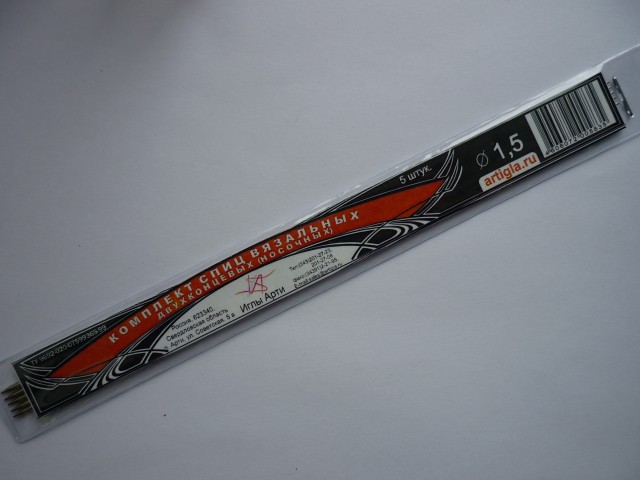 КОМПЛЕКТ СПИЦ ВЯЗАЛЬНЫХ
ДВУХКОНЦЕВЫХ (НОСОЧНЫХ)
5 штук.
Ø 1,5
artigla.ru
Иглы Арти
Россия, 623340,
Свердловская область
Арти, ул. Советская, 5 а